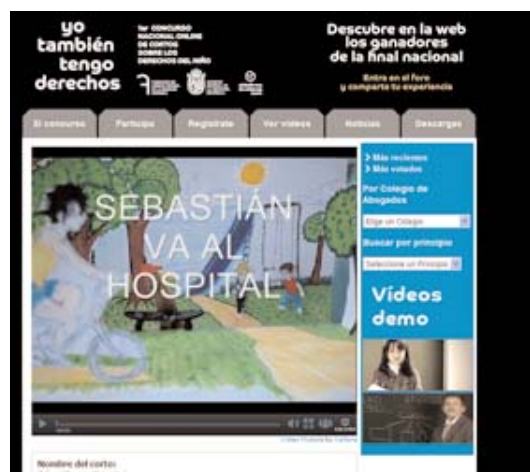 yo
también
tengo
derechos
1er CONCURSO
NACIONAL ONLINE
DE CORTOS
SOBRE LOS
DERECHOS DEL NIÑO
Descubre en la web
los ganadores
de la final nacional
Entra en el foro
y comparte tu experiencia
El concurso
Participa
Regístrate
Ver vídeos
Noticias
Descargas
SEBASTIÁN
VA AL
HOSPITAL
> Más recientes
> Más votados
Por Colegio de
Abogados
Elige un Colegio
Buscar por principio
Seleccione un Principio
Vídeos
demo
Nombre del corto: